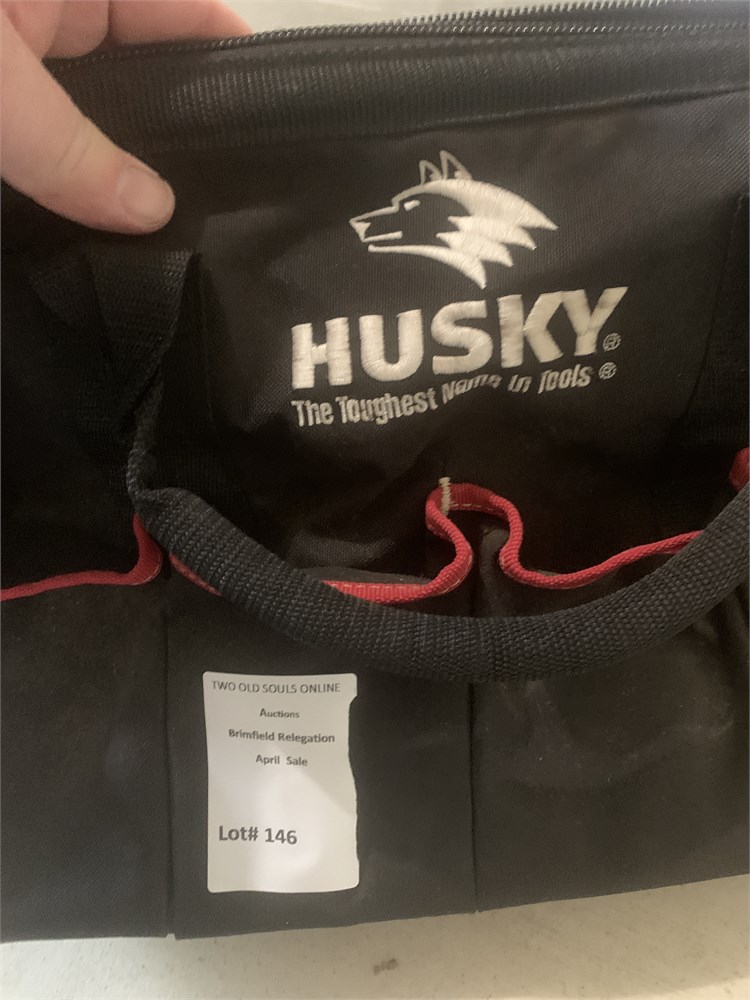 HUSKY®
The Toughest Name In Tools ®
TWO OLD SOULS ONLINE
Auctions
Brimfield Relegation
April Sale
Lot# 146